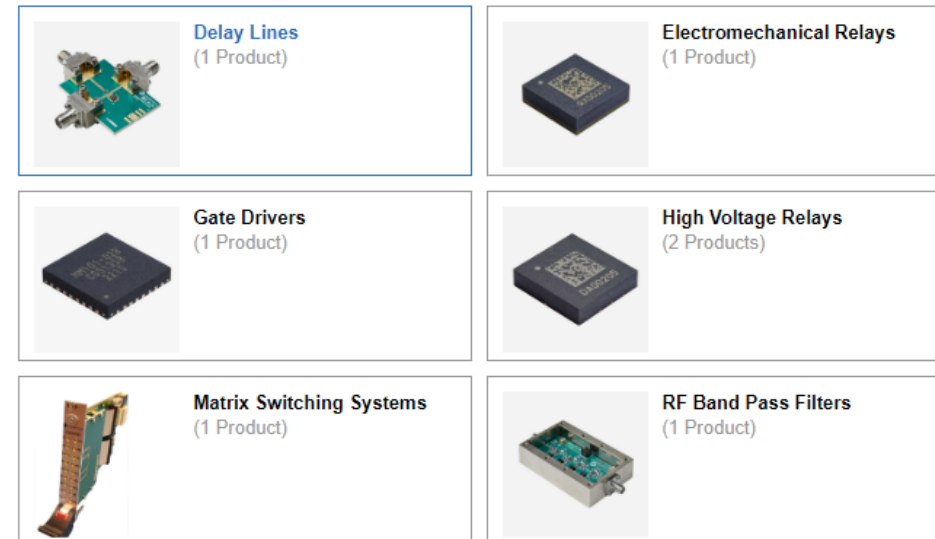 Delay Lines
(1 Product)
Electromechanical Relays
(1 Product)
Gate Drivers
(1 Product)
High Voltage Relays
(2 Products)
DA00205
Matrix Switching Systems
(1 Product)
RF Band Pass Filters
(1 Product)